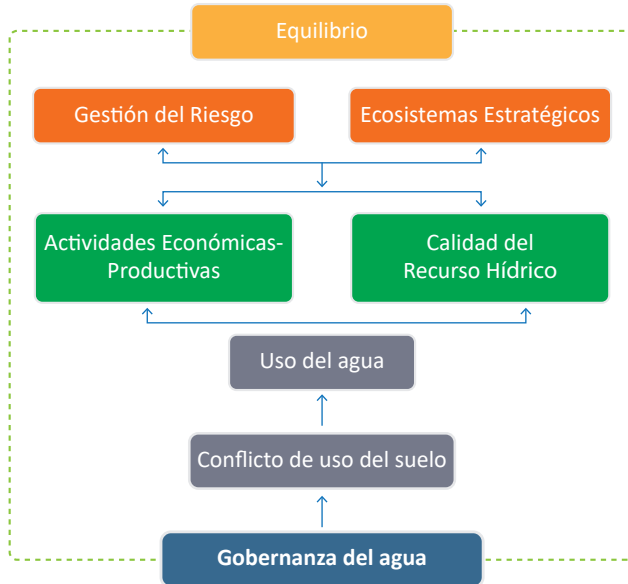 Equilibrio
Gestión del Riesgo
Ecosistemas Estratégicos
Actividades Económicas-
Productivas
Calidad del
Recurso Hídrico
Uso del agua
Conflicto de uso del suelo
Gobernanza del agua